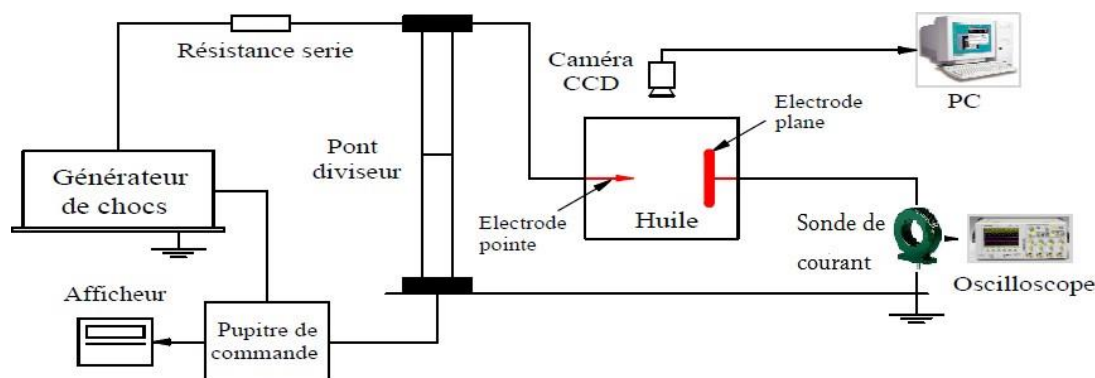 Résistance serie
Caméra
CCD
PC
Electrode
plane
Générateur
de chocs
Pont
diviseur
Electrode
pointe
Huile
Sonde de
courant
Oscilloscope
Afficheur
Pupitre de
commande